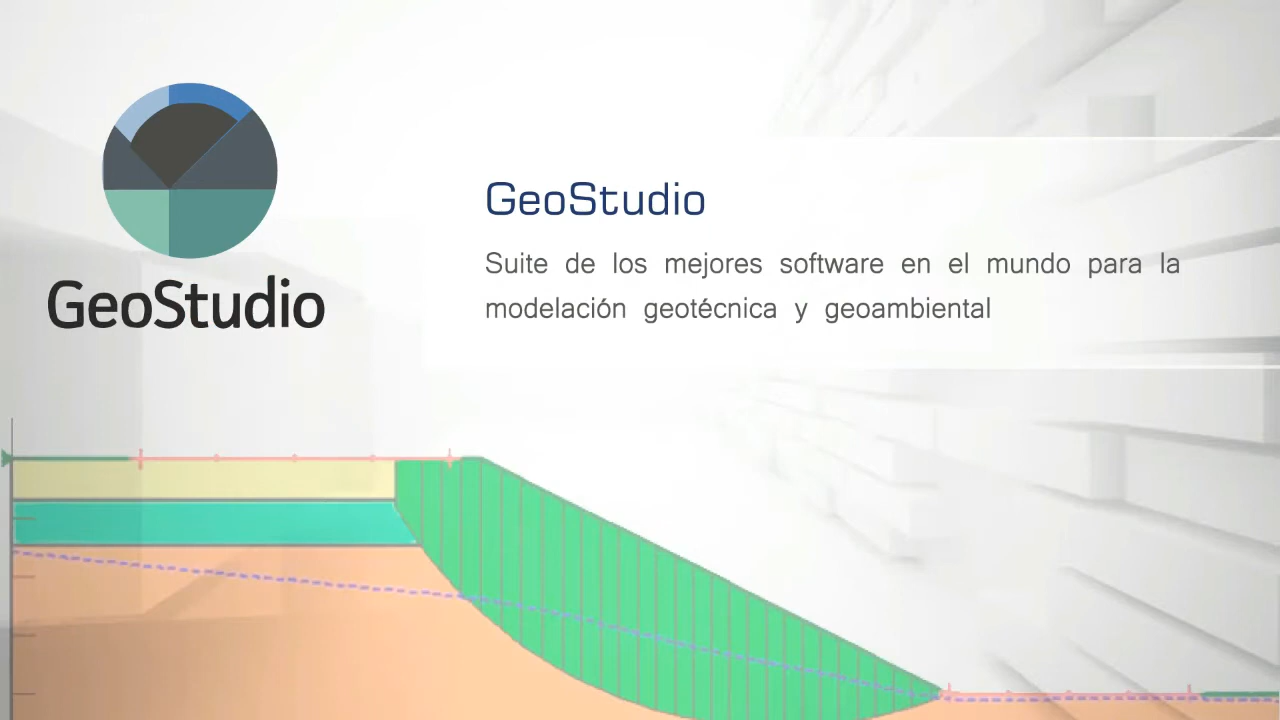 GeoStudio
GeoStudio
Suite de los mejores software en el mundo para la
modelación geotécnica y geoambiental